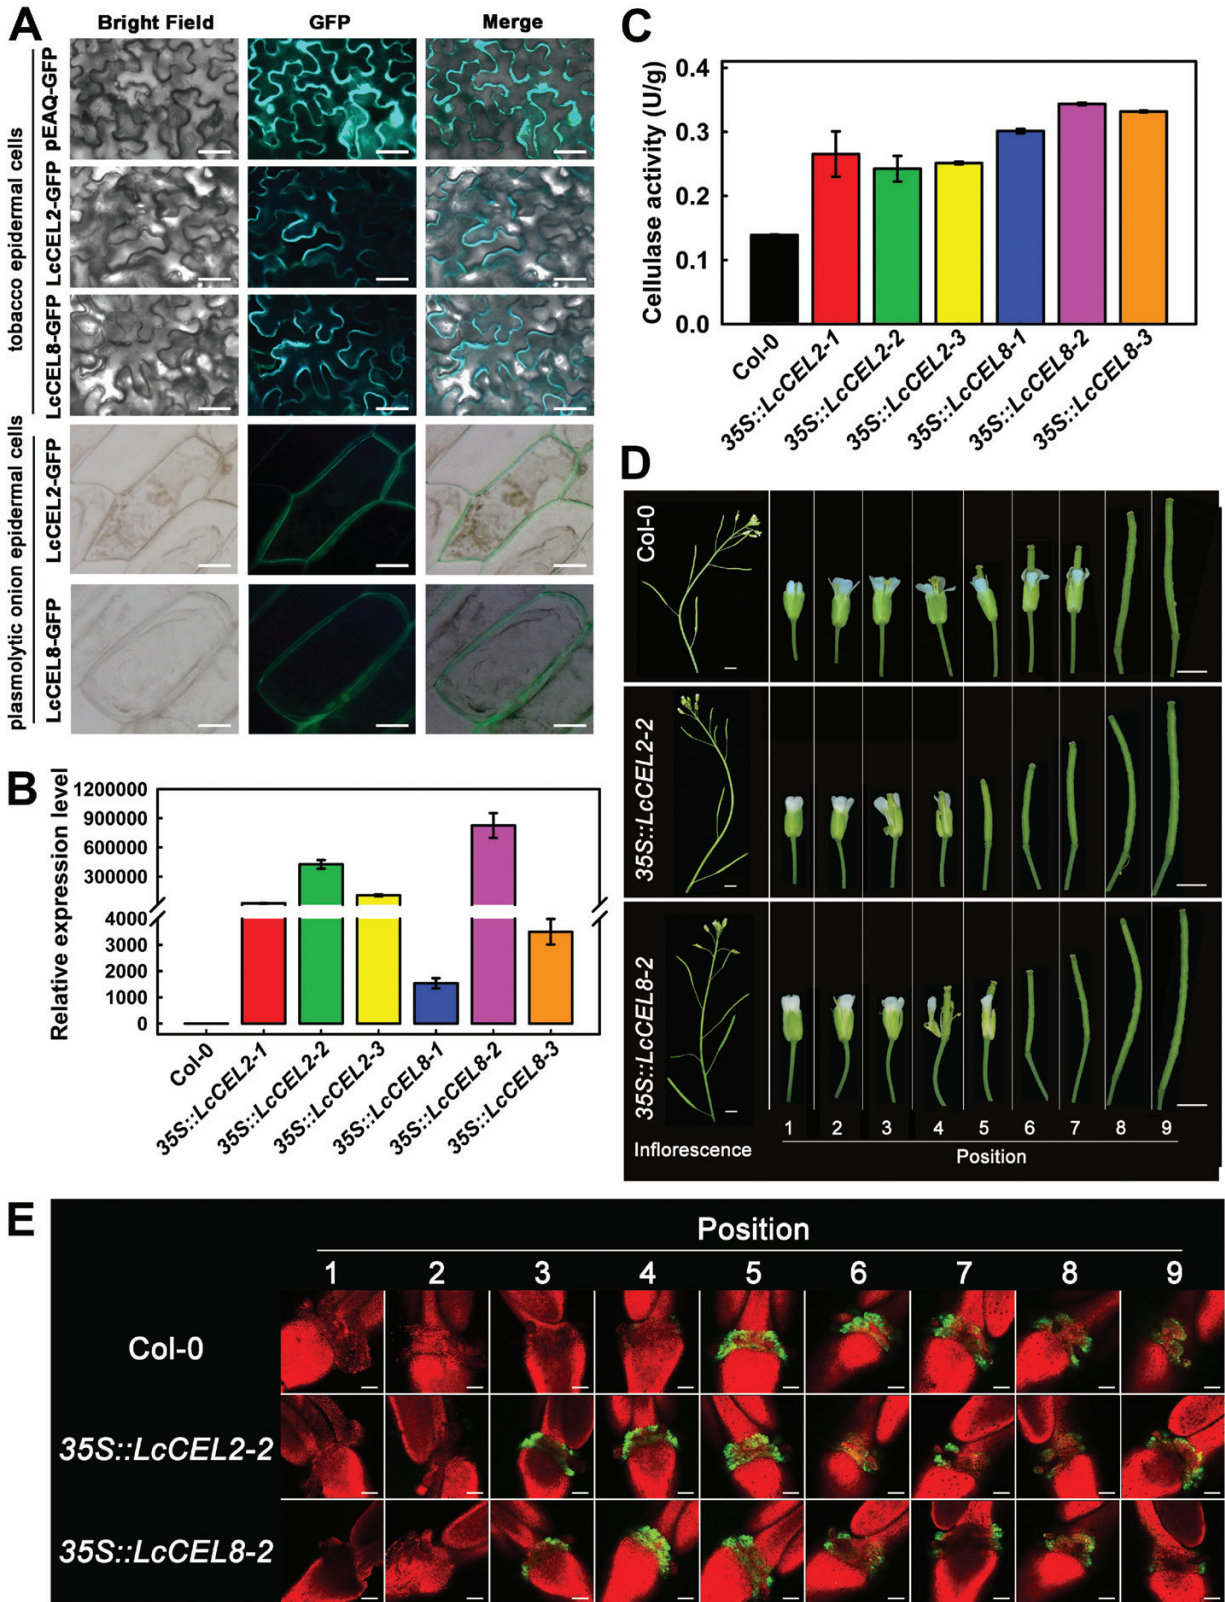 A
Bright Field GFP Merge
tobacco epidermal cells
pEAQ-GFP
LcCEL2-GFP
LcCEL8-GFP
plasmolytic onion epidermal cells
LcCEL2-GFP
LcCEL8-GFP
B
Relative expression level
1200000
900000
600000
300000
4000
3000
2000
1000
0
Col-0
35S::LcCEL2-1
35S::LcCEL2-2
35S::LcCEL2-3
35S::LcCEL8-1
35S::LcCEL8-2
35S::LcCEL8-3
C
Cellulase activity (U/g)
0.4
0.3
0.2
0.1
0.0
Col-0
35S::LcCEL2-1
35S::LcCEL2-2
35S::LcCEL2-3
35S::LcCEL8-1
35S::LcCEL8-2
35S::LcCEL8-3
D
Col-0
35S::LcCEL2-2
35S::LcCEL8-2
1 2 3 4 5 6 7 8 9
Inflorescence Position
E
Position
1 2 3 4 5 6 7 8 9
Col-0
35S::LcCEL2-2
35S::LcCEL8-2